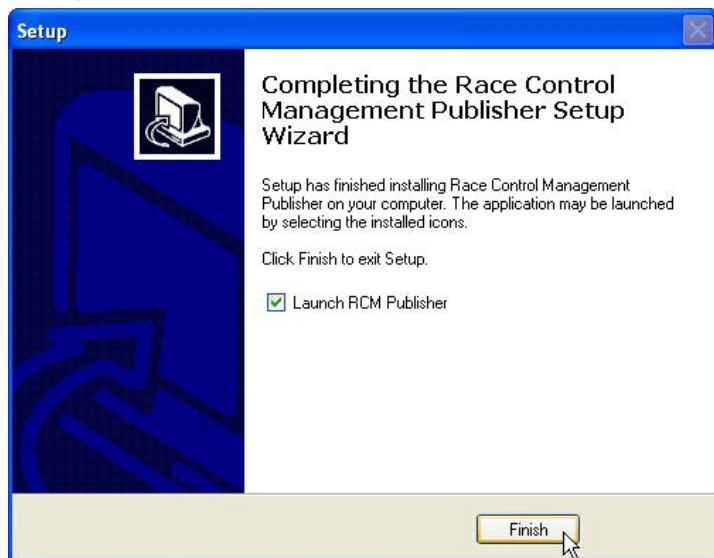 Setup
Completing the Race Control
Management Publisher Setup
Wizard
Setup has finished installing Race Control Management
Publisher on your computer. The application may be launched
by selecting the installed icons.
Click Finish to exit Setup.
Launch RCM Publisher
Finish